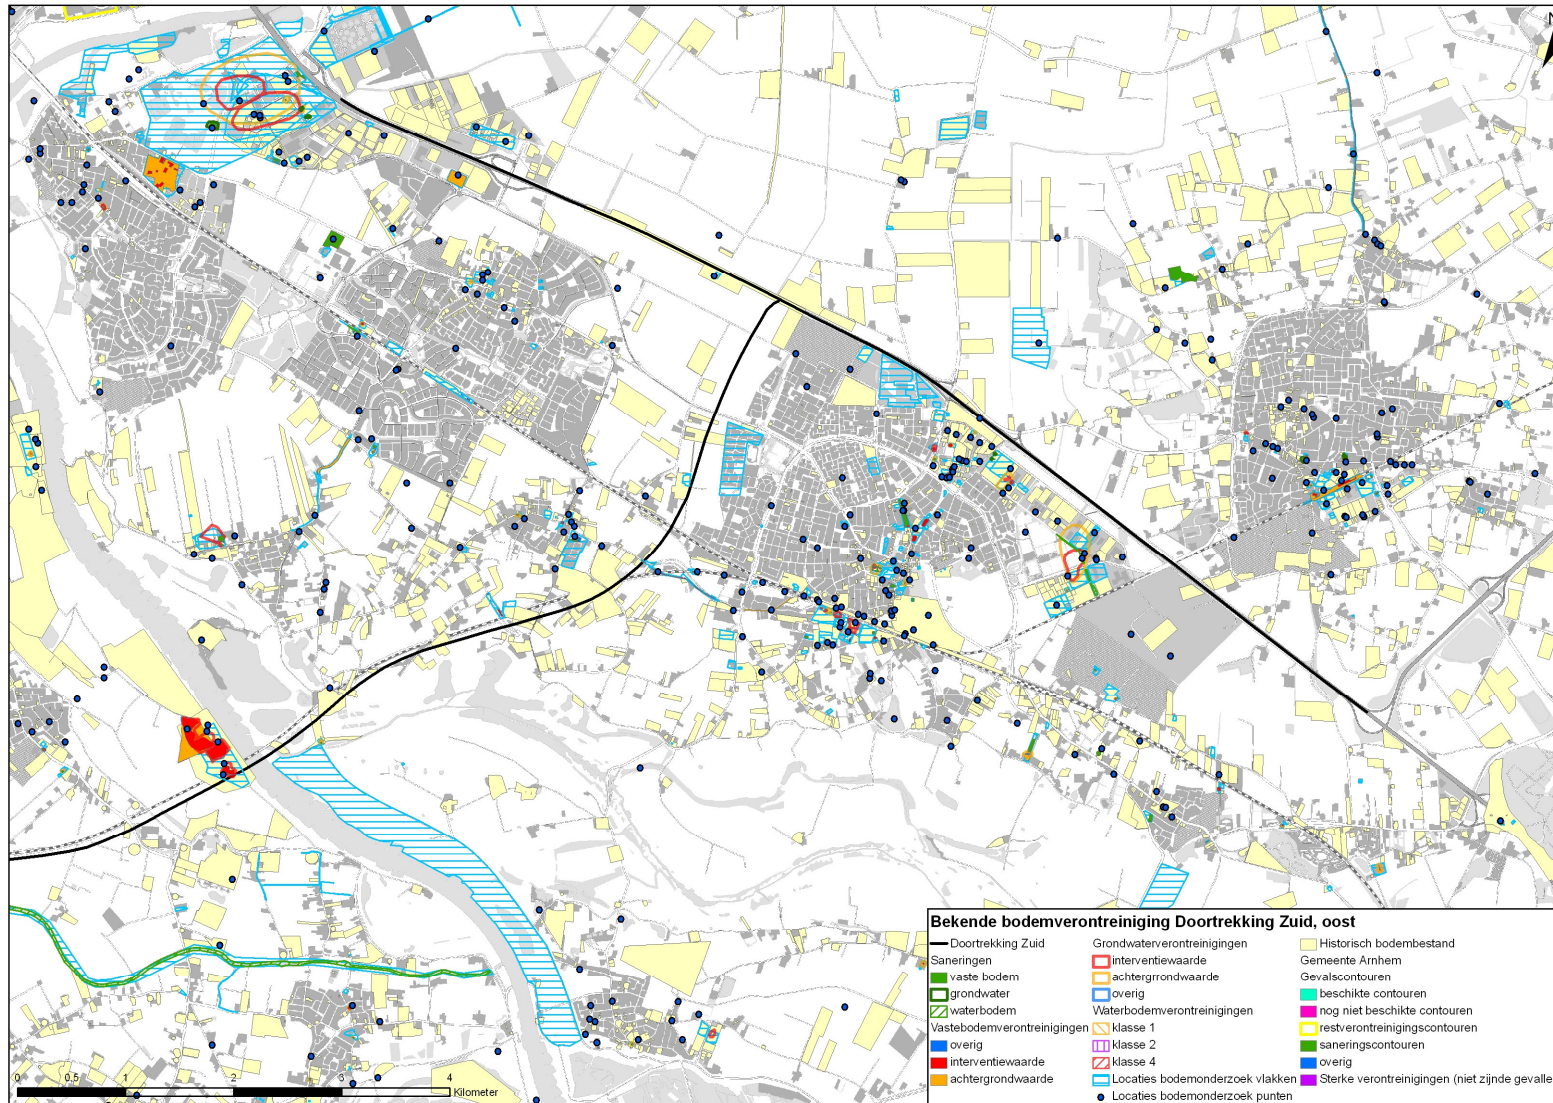 Bekende bodemverontreiniging Doortrekking Zuid, oost
Doortrekking Zuid
Saneringen
vaste bodem
grondwater
waterbodem
Vastebodemverontreinigingen
overig
interventiewaarde
achtergrondwaarde
Grondwaterverontreinigingen
interventiewaarde
achtergrrondwaarde
overig
Waterbodemverontreinigingen
klasse 1
klasse 2
klasse 4
Locaties bodemonderzoek vlakken
Locaties bodemonderzoek punten
Historisch bodembestand
Gemeente Arnhem
Gevalscontouren
beschikte contouren
nog niet beschikte contouren
restverontreinigingscontouren
saneringscontouren
overig
Sterke verontreinigingen (niet zijnde gevalle
0 0,5 1 2 3 4
Kilometer